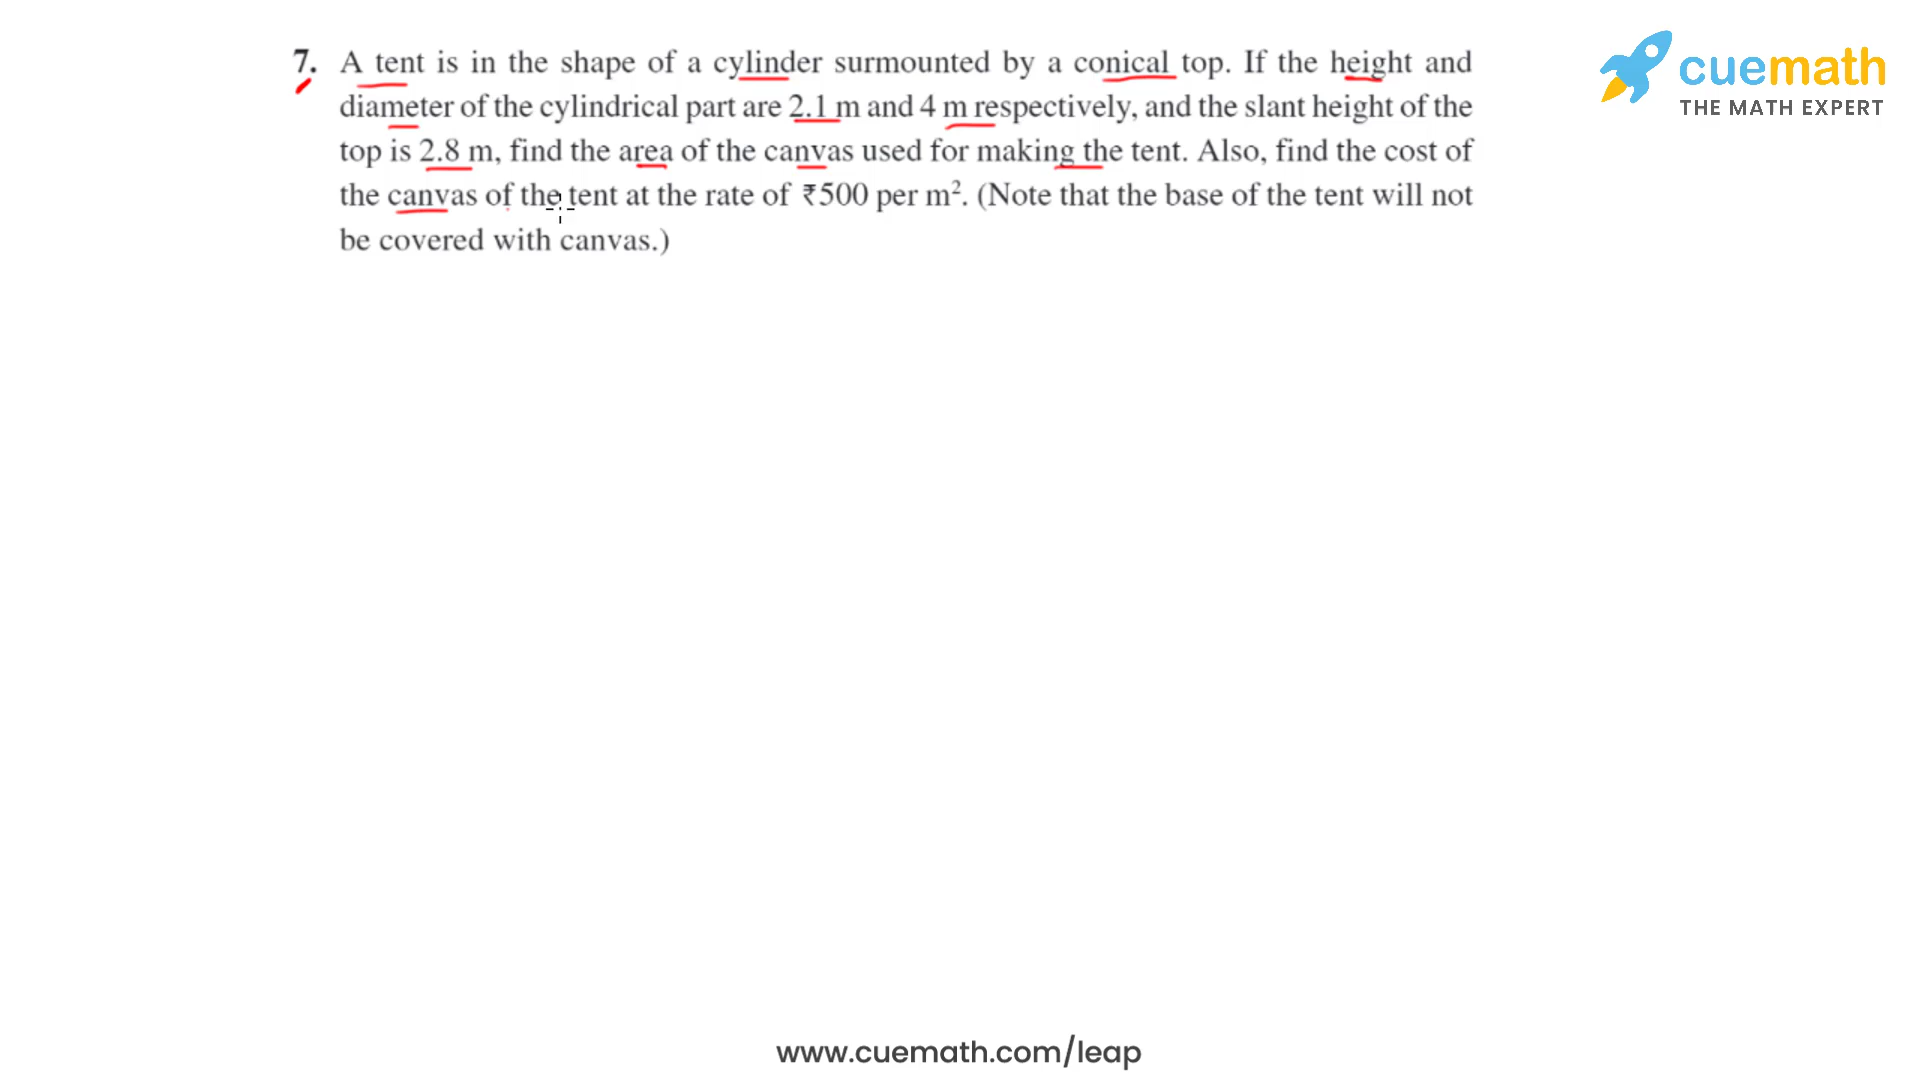 7. A tent is in the shape of a cylinder surmounted by a conical top. If the height and
diameter of the cylindrical part are 2.1 m and 4 m respectively, and the slant height of the
top is 2.8 m, find the area of the canvas used for making the tent. Also, find the cost of
the canvas of the tent at the rate of ₹500 per m². (Note that the base of the tent will not
be covered with canvas.)
cuemath
THE MATH EXPERT
www.cuemath.com/leap